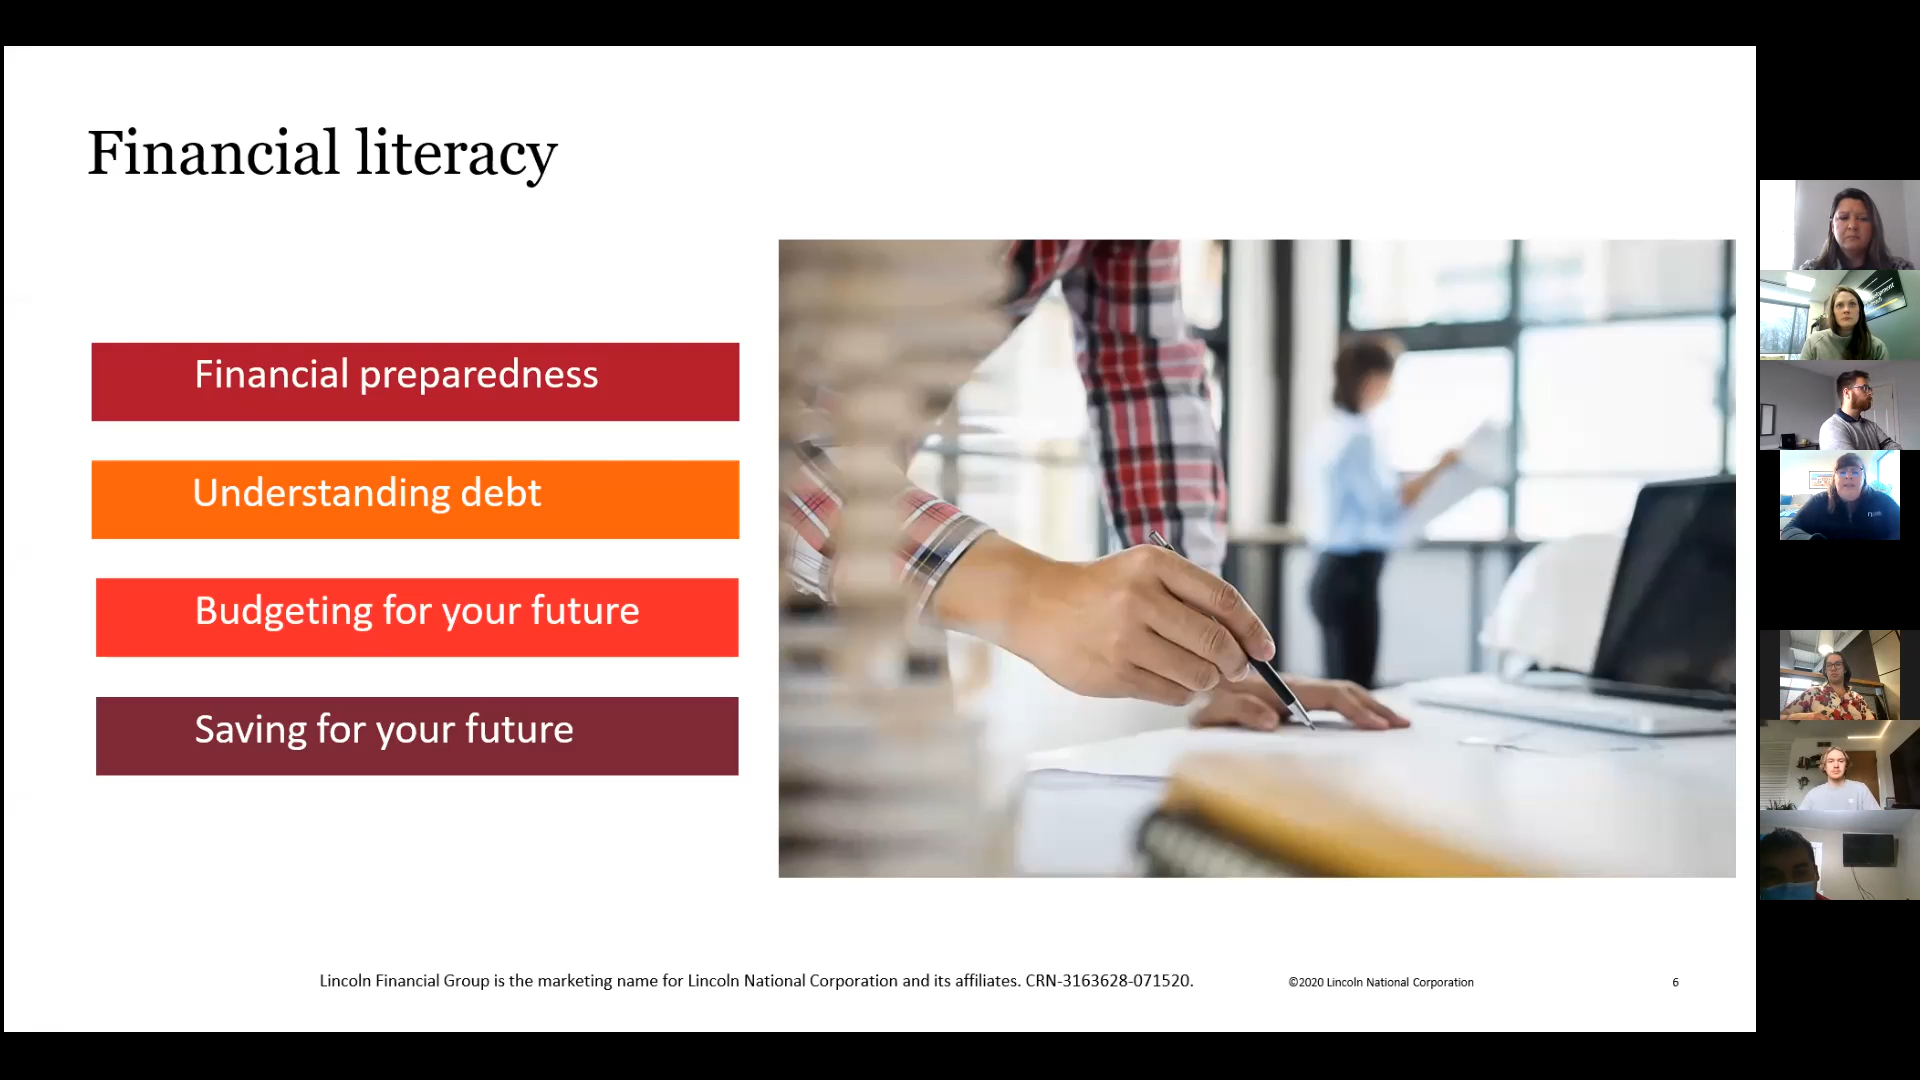 Financial literacy
Financial preparedness
Understanding debt
Budgeting for your future
Saving for your future
Lincoln Financial Group is the marketing name for Lincoln National Corporation and its affiliates. CRN-3163628-071520.
©2020 Lincoln National Corporation
6